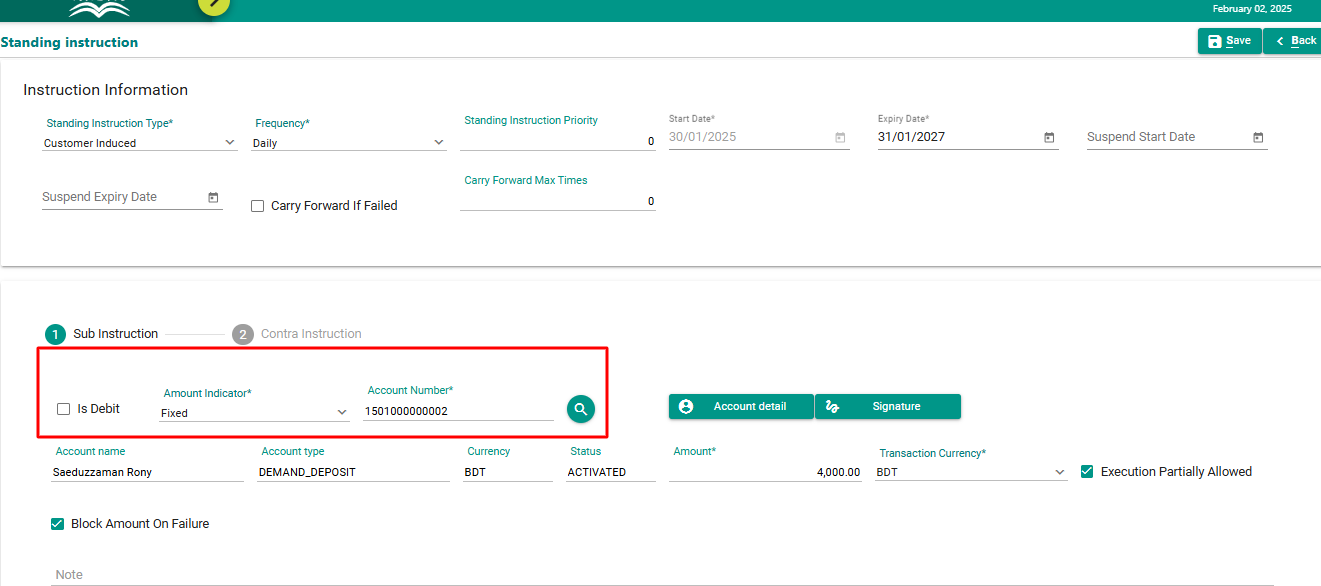 February 02, 2025
Standing instruction
Save
Back
Instruction Information
Standing Instruction Type*
Customer Induced
Frequency*
Daily
Standing Instruction Priority
0
Start Date*
30/01/2025
Expiry Date*
31/01/2027
Suspend Start Date
Suspend Expiry Date
Carry Forward If Failed
Carry Forward Max Times
0
1 Sub Instruction
2 Contra Instruction
Is Debit
Amount Indicator*
Fixed
Account Number*
1501000000002
Account detail
Signature
Account name
Saeduzzaman Rony
Account type
DEMAND_DEPOSIT
Currency
BDT
Status
ACTIVATED
Amount*
4,000.00
Transaction Currency*
BDT
Execution Partially Allowed
Block Amount On Failure
Note